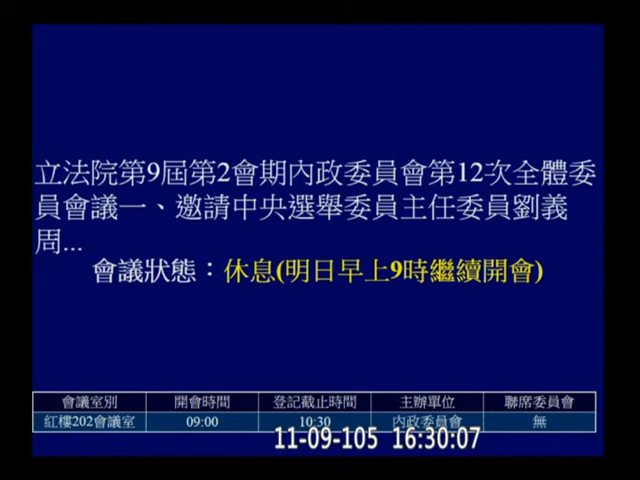 立法院第9屆第2會期內政委員會第12次全體委
員會議一、邀請中央選舉委員主任委員劉義
周...
會議狀態：休息(明日早上9時繼續開會)
會議室別 開會時間 登記截止時間 主辦單位 聯席委員會
紅樓202會議室 09:00 10:30 內政委員會 無
11-09-105 16:30:07